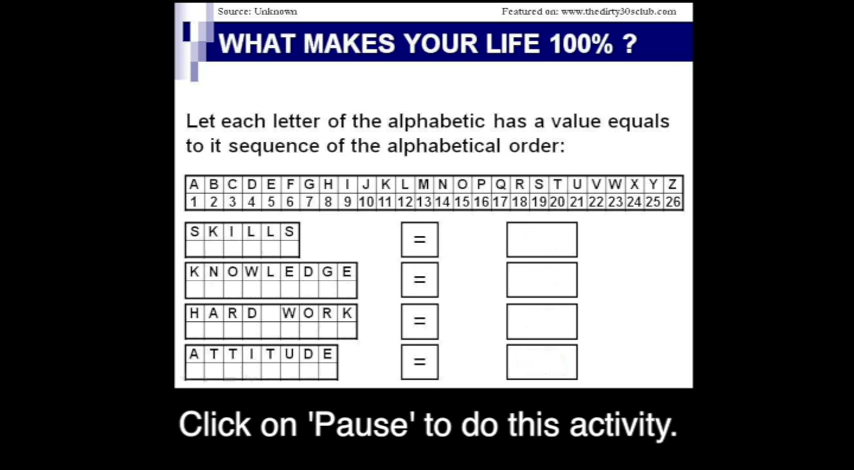 Source: Unknown Featured on: www.thedirty30sclub.com
WHAT MAKES YOUR LIFE 100% ?
Let each letter of the alphabetic has a value equals
to it sequence of the alphabetical order:
A B C D E F G H I J K L M N O P Q R S T U V W X Y Z
1 2 3 4 5 6 7 8 9 10 11 12 13 14 15 16 17 18 19 20 21 22 23 24 25 26
S K I L L S =
K N O W L E D G E =
H A R D W O R K =
A T T I T U D E =
Click on 'Pause' to do this activity.